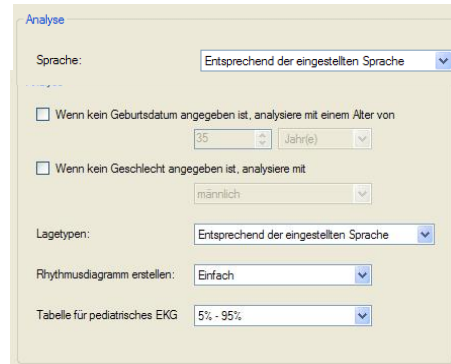 Analyse
Sprache: Entsprechend der eingestellten Sprache
Wenn kein Geburtsdatum angegeben ist, analysiere mit einem Alter von
35 Jahr(e)
Wenn kein Geschlecht angegeben ist, analysiere mit
männlich
Lagetypen: Entsprechend der eingestellten Sprache
Rhythmusdiagramm erstellen: Einfach
Tabelle für pediatrisches EKG 5% - 95%